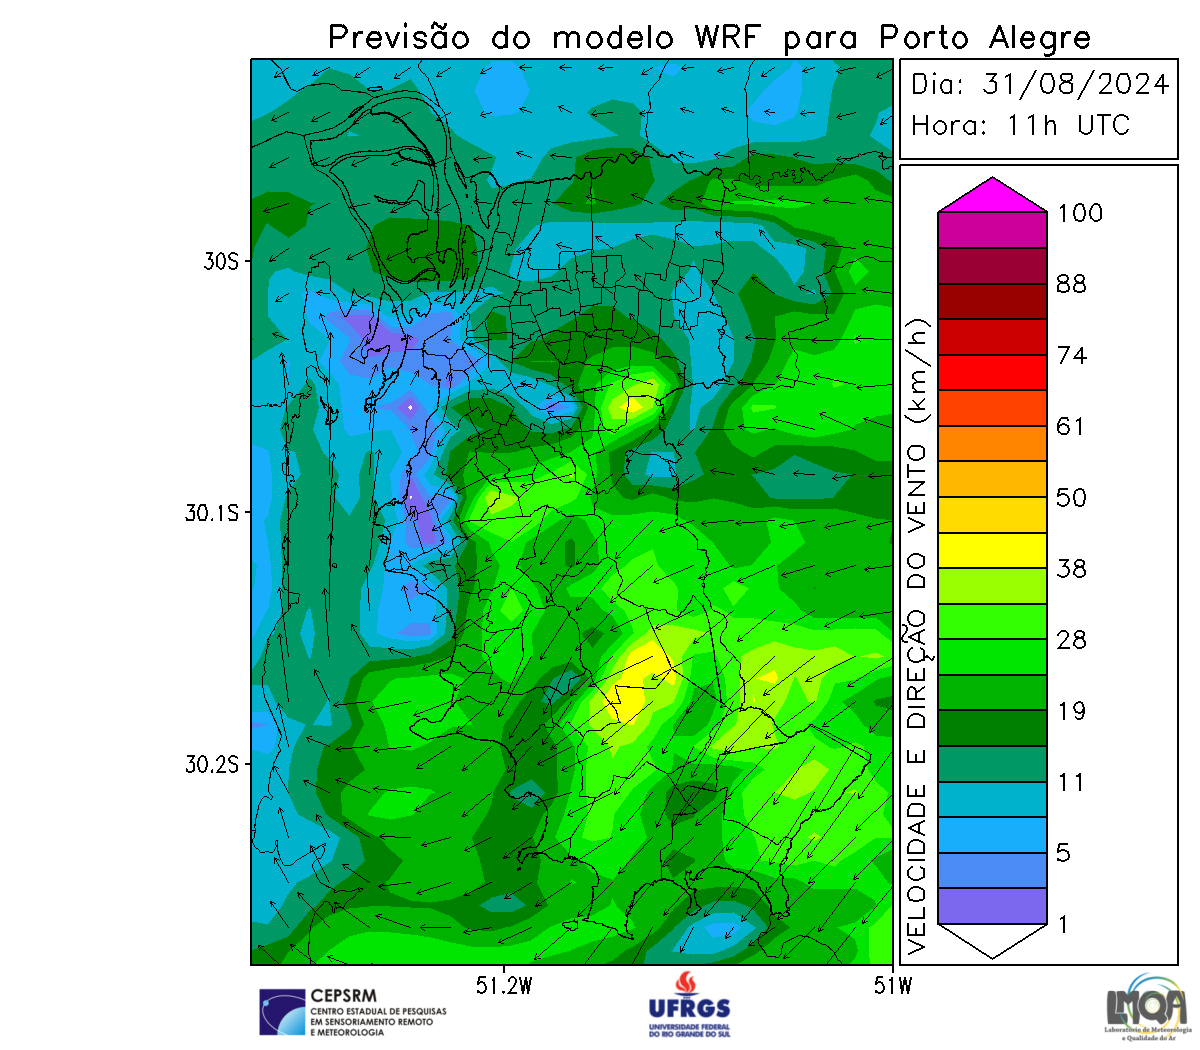 Previsão do modelo WRF para Porto Alegre
Dia: 31/08/2024
Hora: 11h UTC
100
88
74
61
50
38
28
19
11
5
1
VELOCIDADE E DIREÇÃO DO VENTO (km/h)
30S
30.1S
30.2S
51.2W
51W
CEPSRM
CENTRO ESTADUAL DE PESQUISAS
EM SENSORIAMENTO REMOTO
E METEOROLOGIA
UFRGS
UNIVERSIDADE FEDERAL
DO RIO GRANDE DO SUL
LMQA
Laboratório de Meteorologia
e Qualidade do Ar